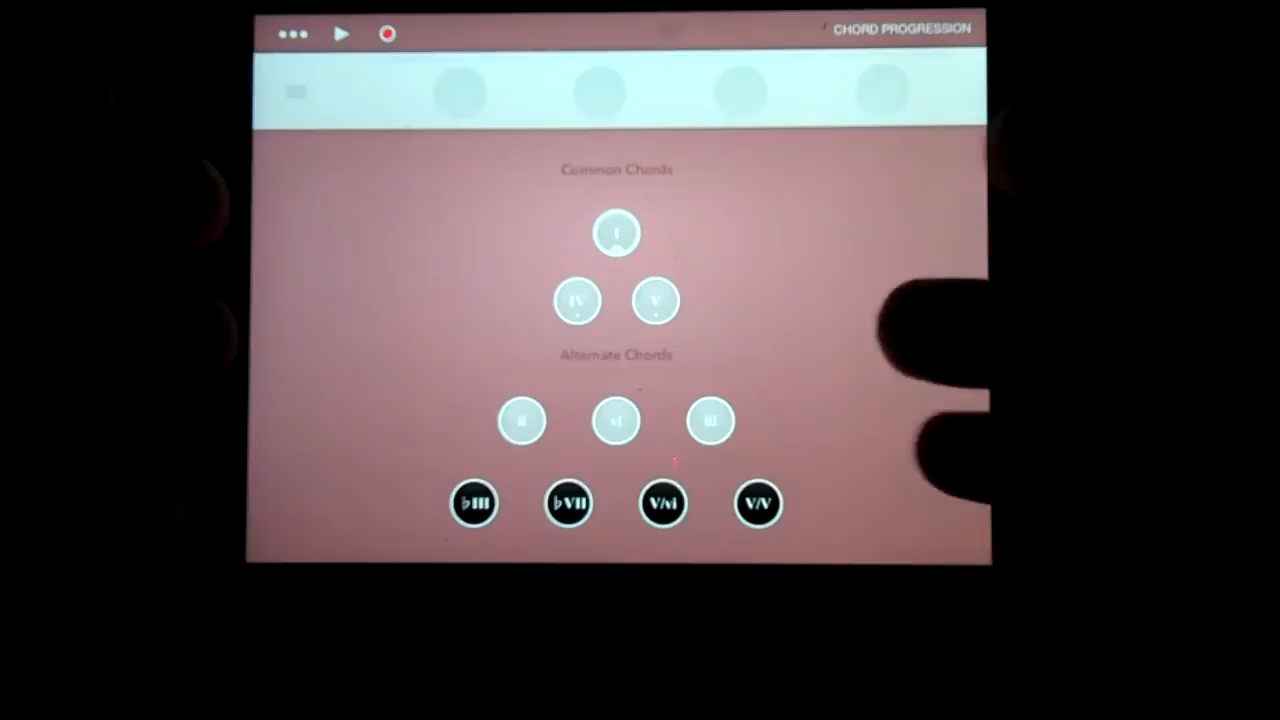 CHORD PROGRESSION
Common Chords
I
IV V
Alternate Chords
ii vi iii
♭III ♭VII V/vi V/V